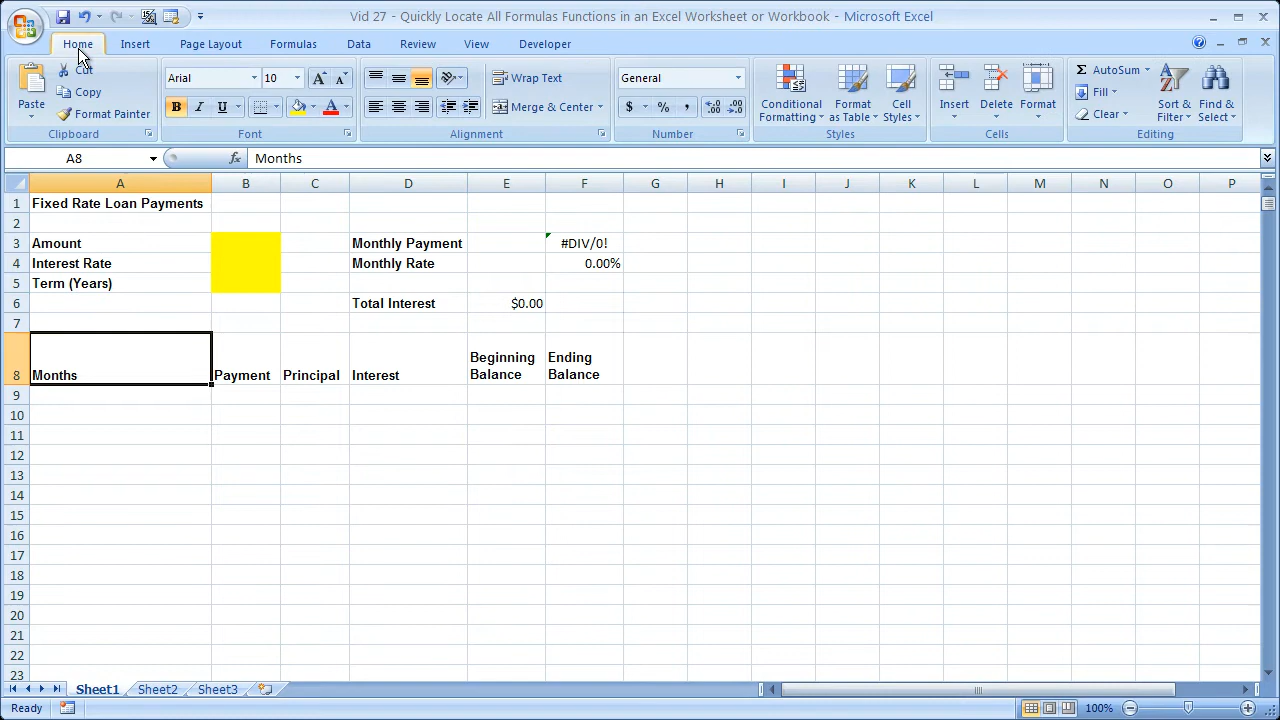 Vid 27 - Quickly Locate All Formulas Functions in an Excel Worksheet or Workbook - Microsoft Excel
Home Insert Page Layout Formulas Data Review View Developer
Paste
Cut
Copy
Format Painter
Clipboard
Arial 10
B I U
Font
Wrap Text
Merge & Center
Alignment
General
$ % ,
Number
Conditional Formatting
Format as Table
Cell Styles
Styles
Insert Delete Format
Cells
Σ AutoSum
Fill
Clear
Sort & Filter
Find & Select
Editing
A8 fx Months
A B C D E F G H I J K L M N O P
1 Fixed Rate Loan Payments
2
3 Amount Monthly Payment #DIV/0!
4 Interest Rate Monthly Rate 0.00%
5 Term (Years)
6 Total Interest $0.00
7
8 Months Payment Principal Interest Beginning Balance Ending Balance
9
10
11
12
13
14
15
16
17
18
19
20
21
22
23
Sheet1 Sheet2 Sheet3
Ready 100%